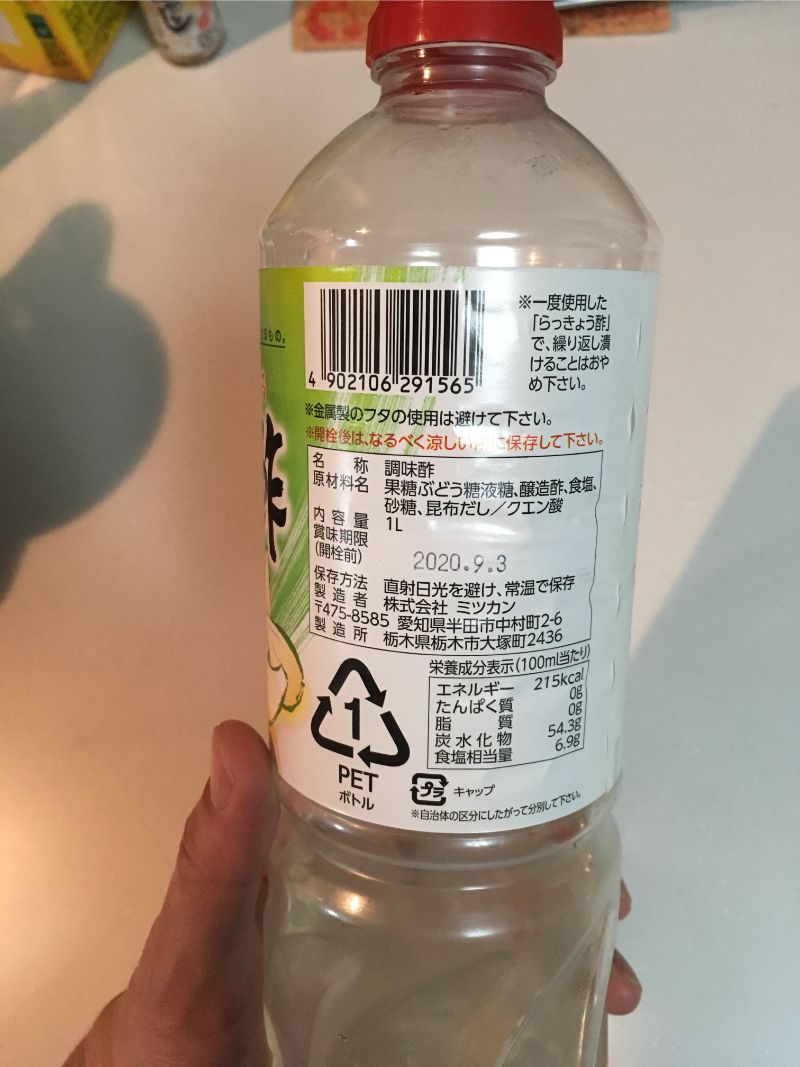 るもの。
酢
4 902106 291565
※一度使用した
「らっきょう酢」
で、繰り返し漬
けることはおや
め下さい。
※金属製のフタの使用は避けて下さい。
※開栓後は、なるべく涼しい所に保存して下さい。
名称 調味酢
原材料名 果糖ぶどう糖液糖、醸造酢、食塩、
砂糖、昆布だし／クエン酸
内容量 1L
賞味期限
(開栓前) 2020.9.3
保存方法 直射日光を避け、常温で保存
製造者 株式会社 ミツカン
〒475-8585 愛知県半田市中村町2-6
製造所 栃木県栃木市大塚町2436
栄養成分表示(100ml当たり)
エネルギー 215kcal
たんぱく質 0g
脂質 0g
炭水化物 54.3g
食塩相当量 6.9g
1
PET
ボトル
プラ キャップ
※自治体の区分にしたがって分別して下さい。